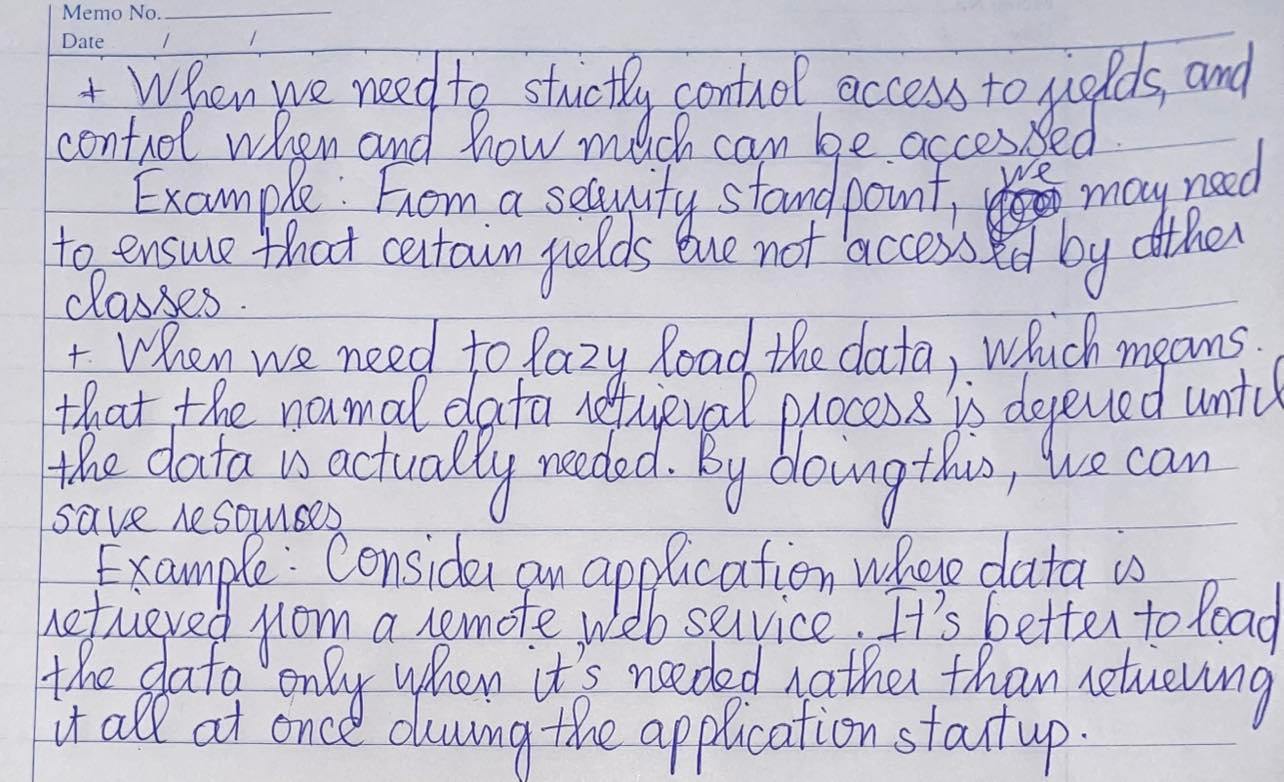 Memo No.
Date / /
+ When we need to strictly control access to fields, and
control when and how much can be accessed.
Example: From a security standpoint, we may need
to ensure that certain fields are not accessed by other
classes.
+ When we need to lazy load the data, which means
that the normal data retrieval process is deferred until
the data is actually needed. By doing this, we can
save resources
Example: Consider an application where data is
retrieved from a remote web service. It's better to load
the data only when it's needed rather than retrieving
it all at once during the application startup.